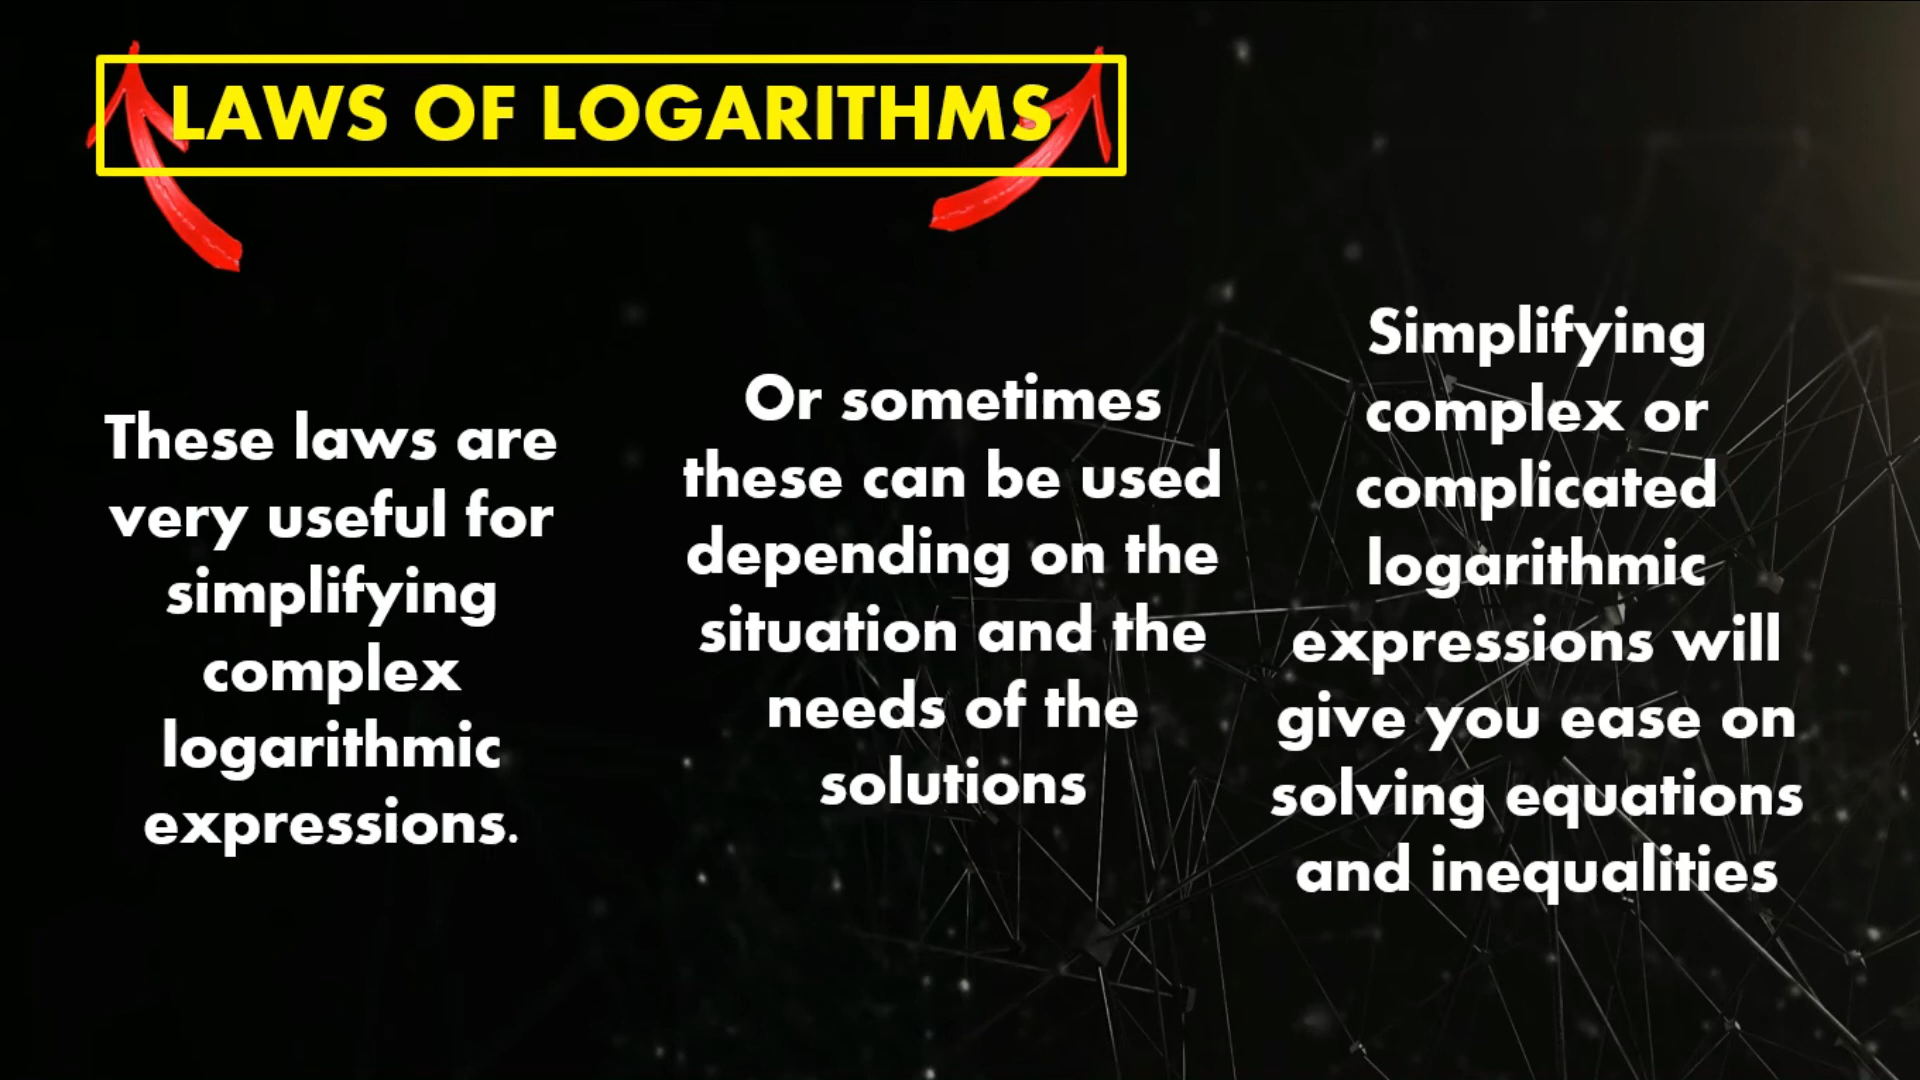 LAWS OF LOGARITHMS
These laws are
very useful for
simplifying
complex
logarithmic
expressions.
Or sometimes
these can be used
depending on the
situation and the
needs of the
solutions
Simplifying
complex or
complicated
logarithmic
expressions will
give you ease on
solving equations
and inequalities